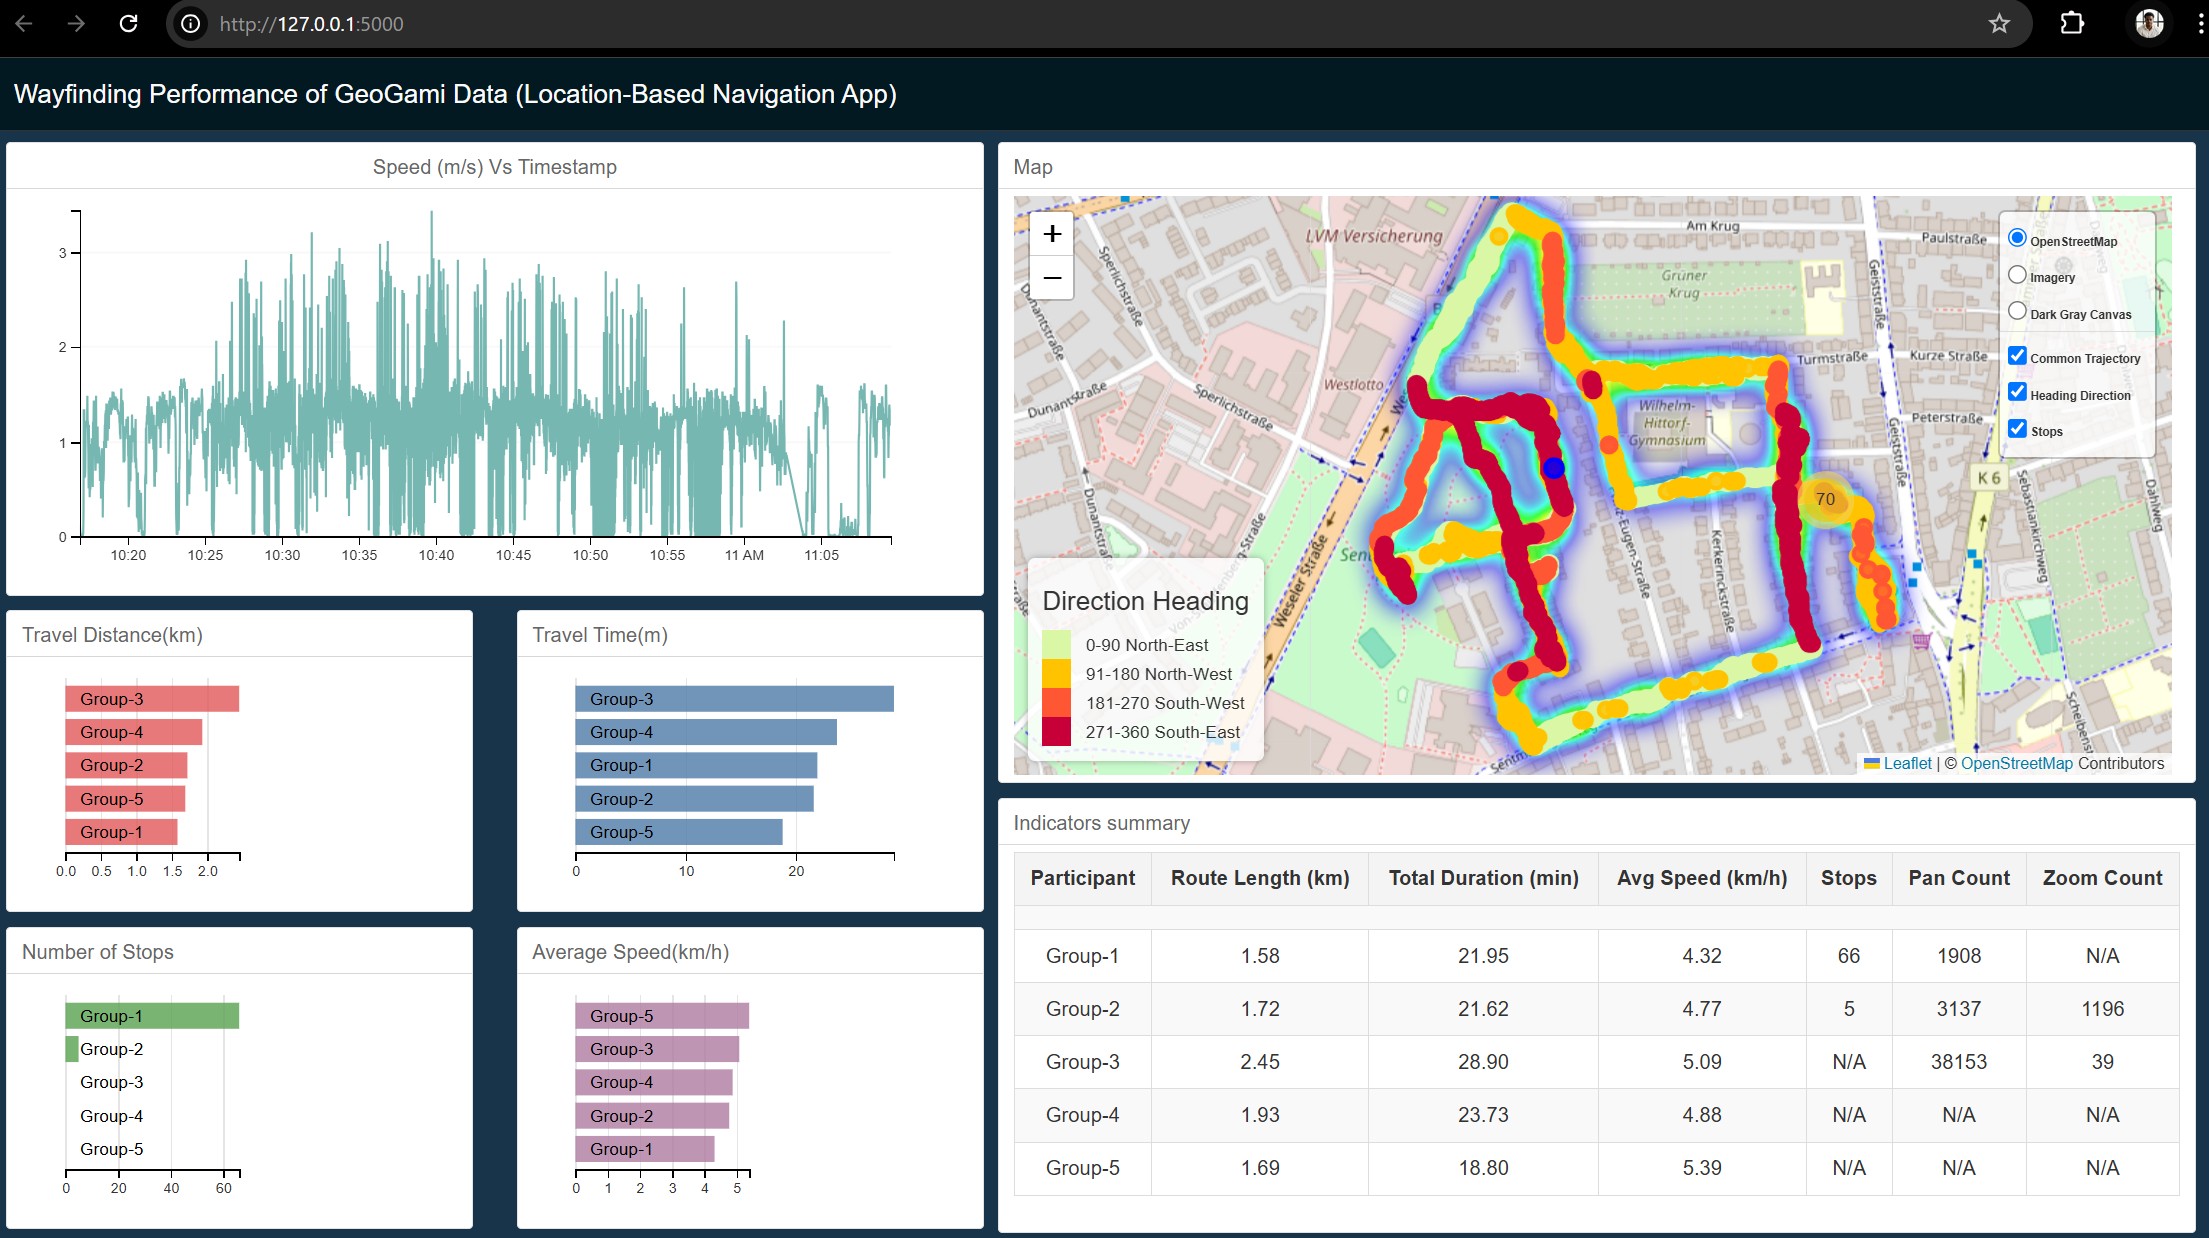 http://127.0.0.1:5000
Wayfinding Performance of GeoGami Data (Location-Based Navigation App)
Speed (m/s) Vs Timestamp
3
2
1
0
10:20 10:25 10:30 10:35 10:40 10:45 10:50 10:55 11 AM 11:05
Travel Distance(km)
Group-3
Group-4
Group-2
Group-5
Group-1
0.0 0.5 1.0 1.5 2.0
Travel Time(m)
Group-3
Group-4
Group-1
Group-2
Group-5
0 10 20
Number of Stops
Group-1
Group-2
Group-3
Group-4
Group-5
0 20 40 60
Average Speed(km/h)
Group-5
Group-3
Group-4
Group-2
Group-1
0 1 2 3 4 5
Map
+
−
LVM Versicherung
Am Krug
Paulstraße
Sperlichstraße
Dunantstraße
Grüner
Krug
Geiststraße
Turmstraße
Kurze Straße
Westlotto
Dunantstraße
Sperlichstraße
Wilhelm-
Hittorf-
Gymnasium
Peterstraße
Geiststraße
K 6
70
Dunantstraße
Weseler Straße
Kerkerinckstraße
Sebastiankirchweg
Dahlweg
OpenStreetMap
Imagery
Dark Gray Canvas
Common Trajectory
Heading Direction
Stops
Direction Heading
0-90 North-East
91-180 North-West
181-270 South-West
271-360 South-East
Leaflet | © OpenStreetMap Contributors
Indicators summary
Participant Route Length (km) Total Duration (min) Avg Speed (km/h) Stops Pan Count Zoom Count
Group-1 1.58 21.95 4.32 66 1908 N/A
Group-2 1.72 21.62 4.77 5 3137 1196
Group-3 2.45 28.90 5.09 N/A 38153 39
Group-4 1.93 23.73 4.88 N/A N/A N/A
Group-5 1.69 18.80 5.39 N/A N/A N/A